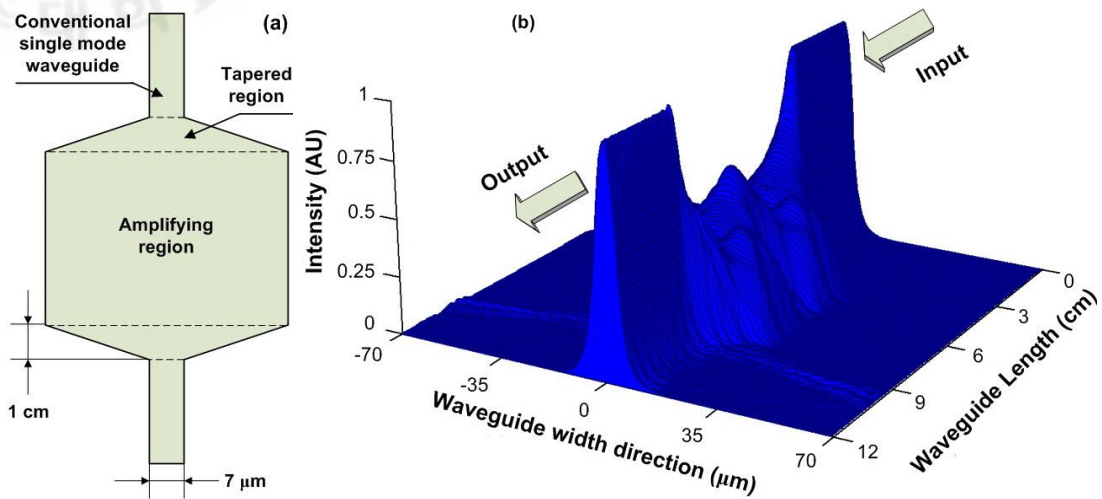 (a)
Conventional
single mode
waveguide
Tapered
region
Amplifying
region
1 cm
7 μm
(b)
Input
Output
Intensity (AU)
1
0.75
0.5
0.25
0
-70
-35
0
35
70
Waveguide width direction (μm)
0
3
6
9
12
Waveguide Length (cm)